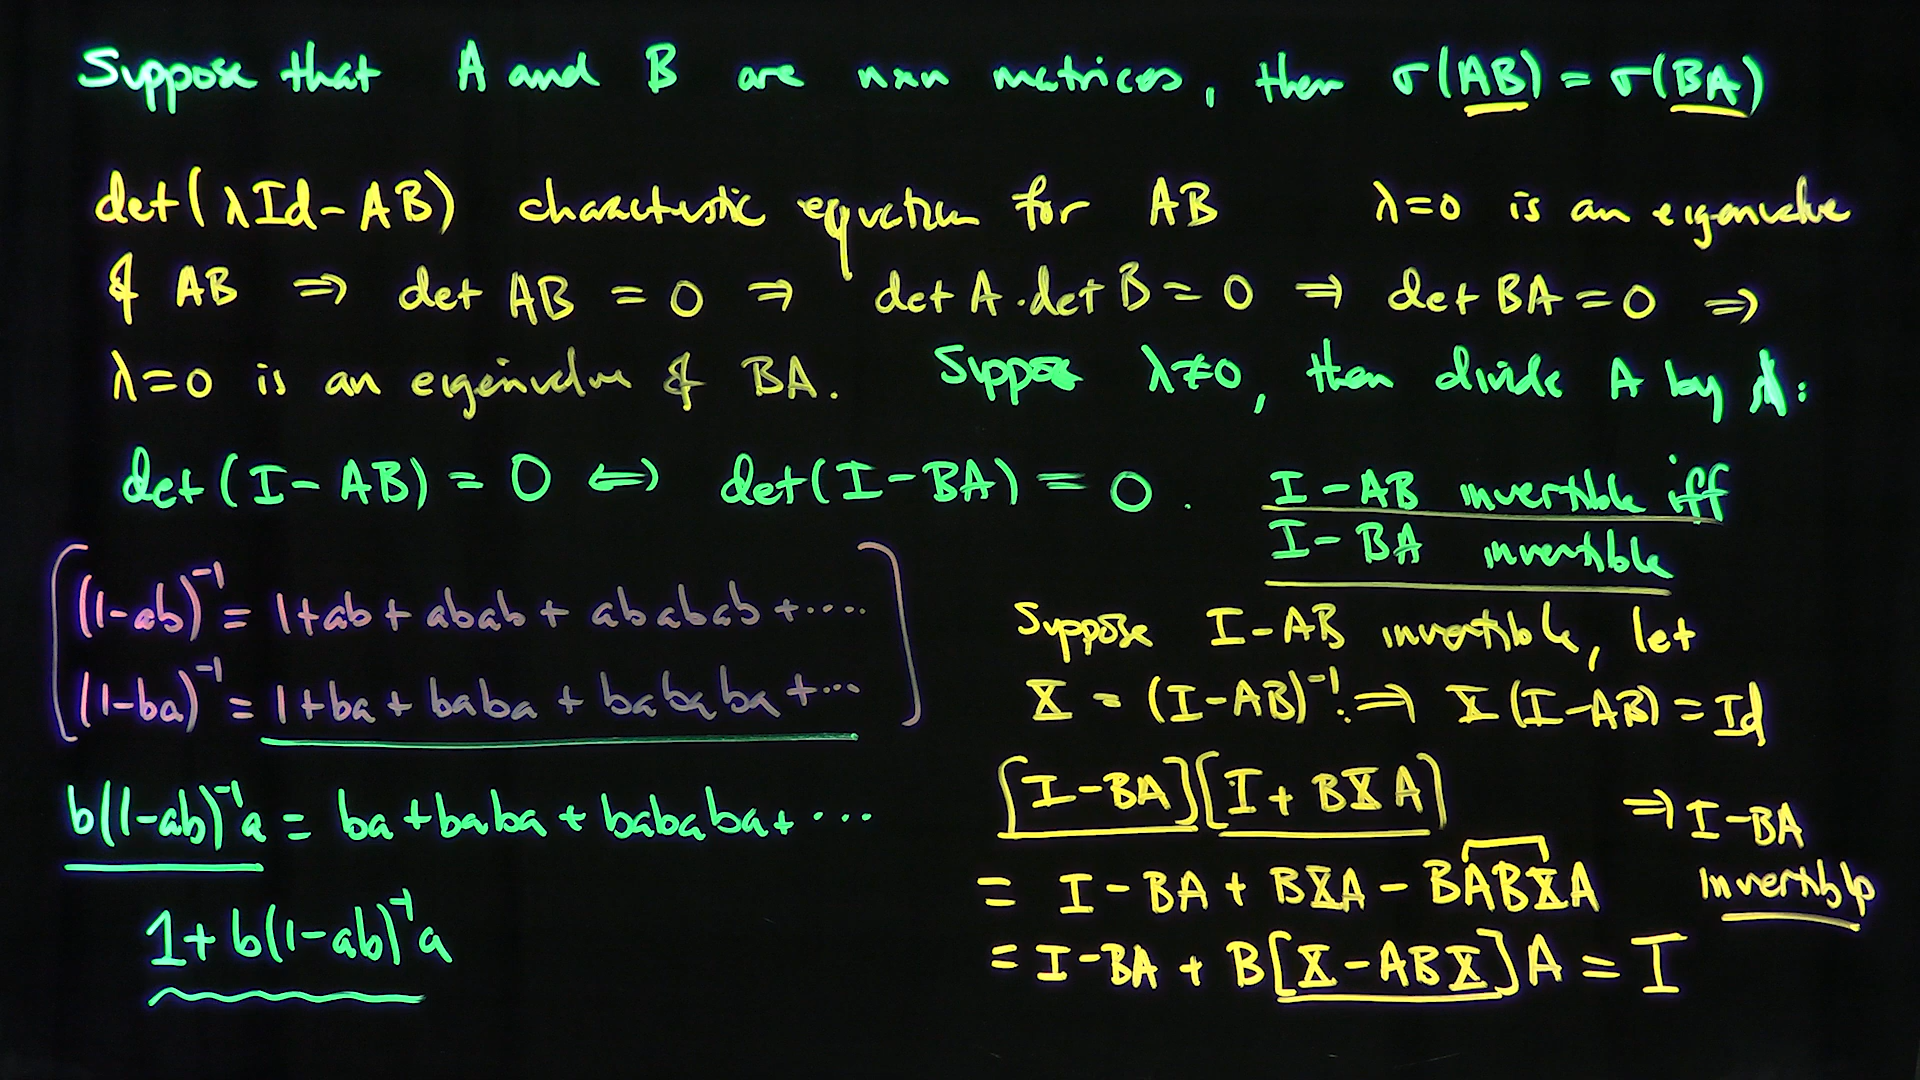 Suppose that A and B are n×n matrices, then σ(AB) = σ(BA)
det(λId-AB) characteristic equation for AB λ=0 is an eigenvalue
of AB ⇒ det AB = 0 ⇒ det A·det B = 0 ⇒ det BA = 0 ⇒
λ=0 is an eigenvalue of BA. Suppose λ≠0, then divide A by λ:
det(I-AB) = 0 ⇔ det(I-BA) = 0.
I-AB invertible iff
I-BA invertible
(1-ab)⁻¹ = 1+ab+abab+ababab+····
(1-ba)⁻¹ = 1+ba+baba+bababa+···
b(1-ab)⁻¹a = ba+baba+bababa+···
1+b(1-ab)⁻¹a
Suppose I-AB invertible, let
X = (I-AB)⁻¹ ⇒ X(I-AB) = Id
[I-BA][I+BXA]
= I-BA+BXA-BABXA
= I-BA+B[X-ABX]A = I
⇒ I-BA
invertible